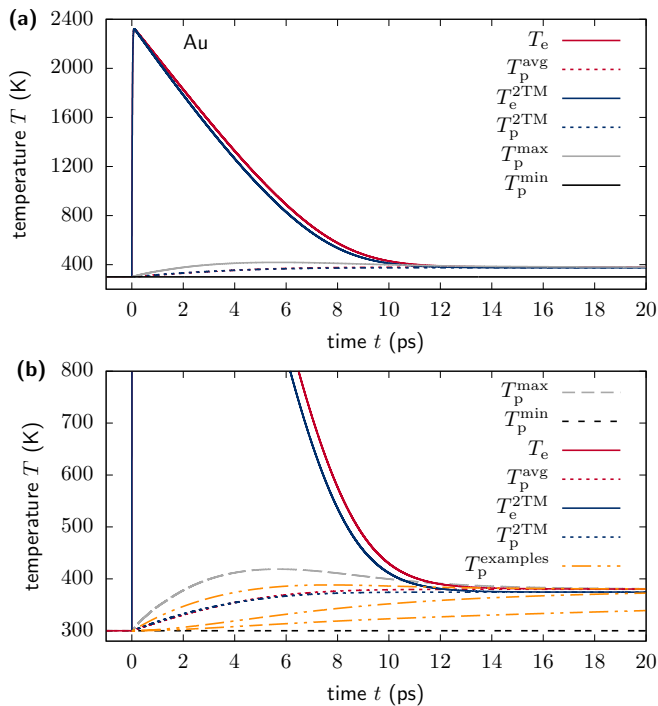 (a)
2400
2000
1600
1200
800
400
temperature T (K)
Au
T_e
T_p^avg
T_e^2TM
T_p^2TM
T_p^max
T_p^min
0 2 4 6 8 10 12 14 16 18 20
time t (ps)
(b)
800
700
600
500
400
300
temperature T (K)
T_p^max
T_p^min
T_e
T_p^avg
T_e^2TM
T_p^2TM
T_p^examples
0 2 4 6 8 10 12 14 16 18 20
time t (ps)